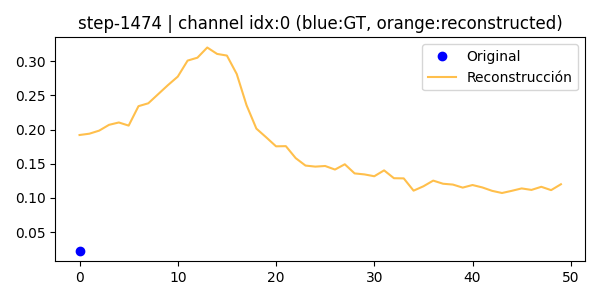 step-1474 | channel idx:0 (blue:GT, orange:reconstructed)
Original
Reconstrucción
0.30
0.25
0.20
0.15
0.10
0.05
0 10 20 30 40 50